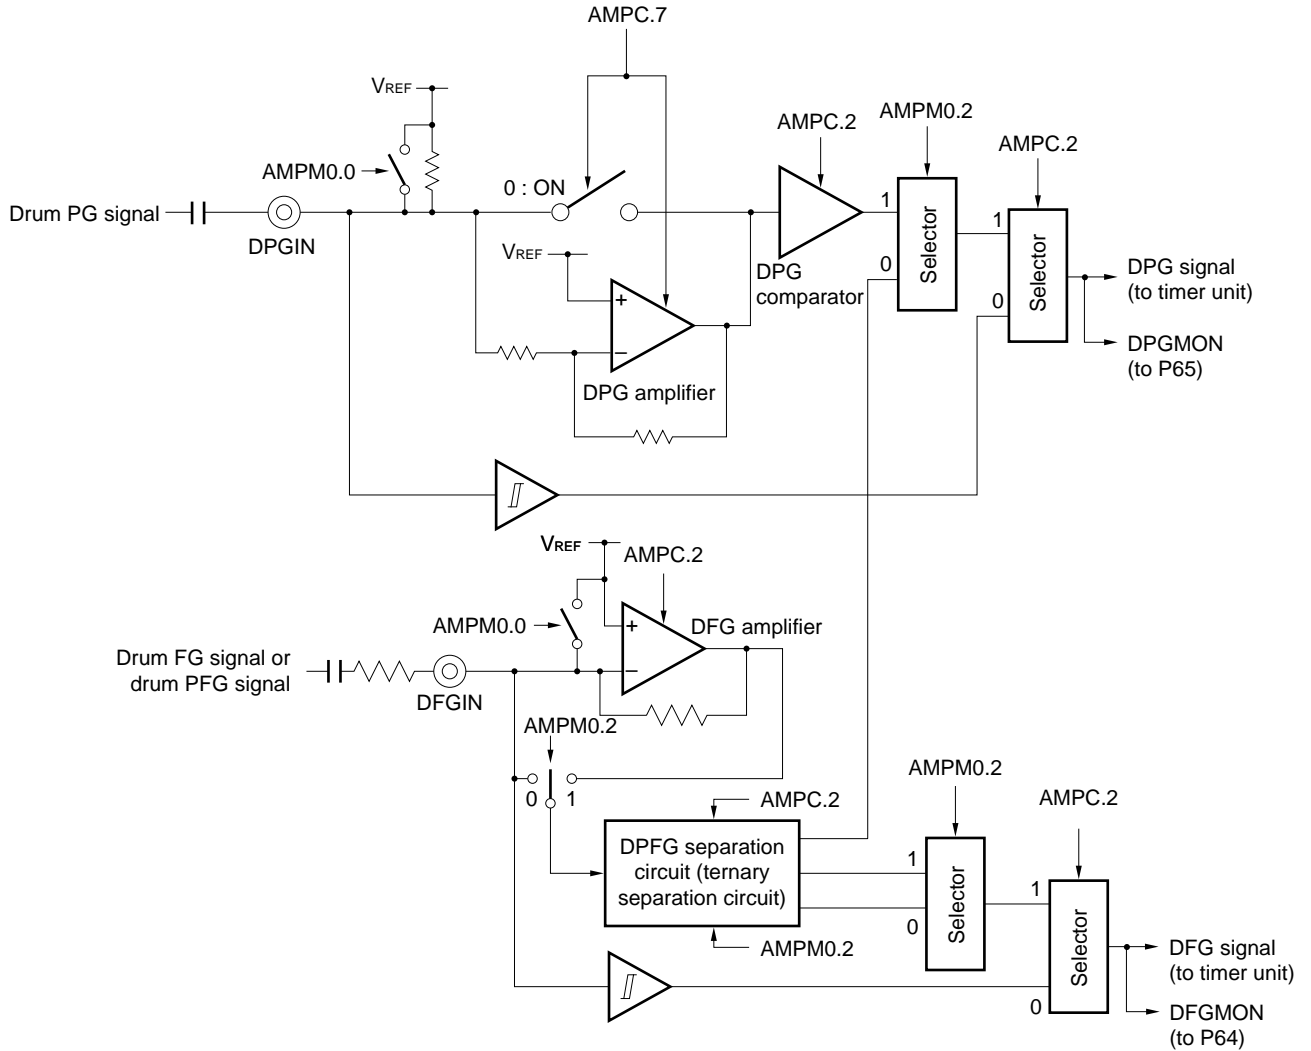 AMPC.7
VREF
AMPM0.0
0 : ON
AMPC.2
AMPM0.2
AMPC.2
Drum PG signal
DPGIN
VREF
+
−
DPG amplifier
DPG
comparator
1
0
Selector
1
0
Selector
DPG signal
(to timer unit)
DPGMON
(to P65)
VREF
AMPC.2
AMPM0.0
+
−
DFG amplifier
Drum FG signal or
drum PFG signal
DFGIN
AMPM0.2
0
1
AMPC.2
DPFG separation
circuit (ternary
separation circuit)
AMPM0.2
AMPM0.2
1
0
Selector
AMPC.2
1
0
Selector
DFG signal
(to timer unit)
DFGMON
(to P64)